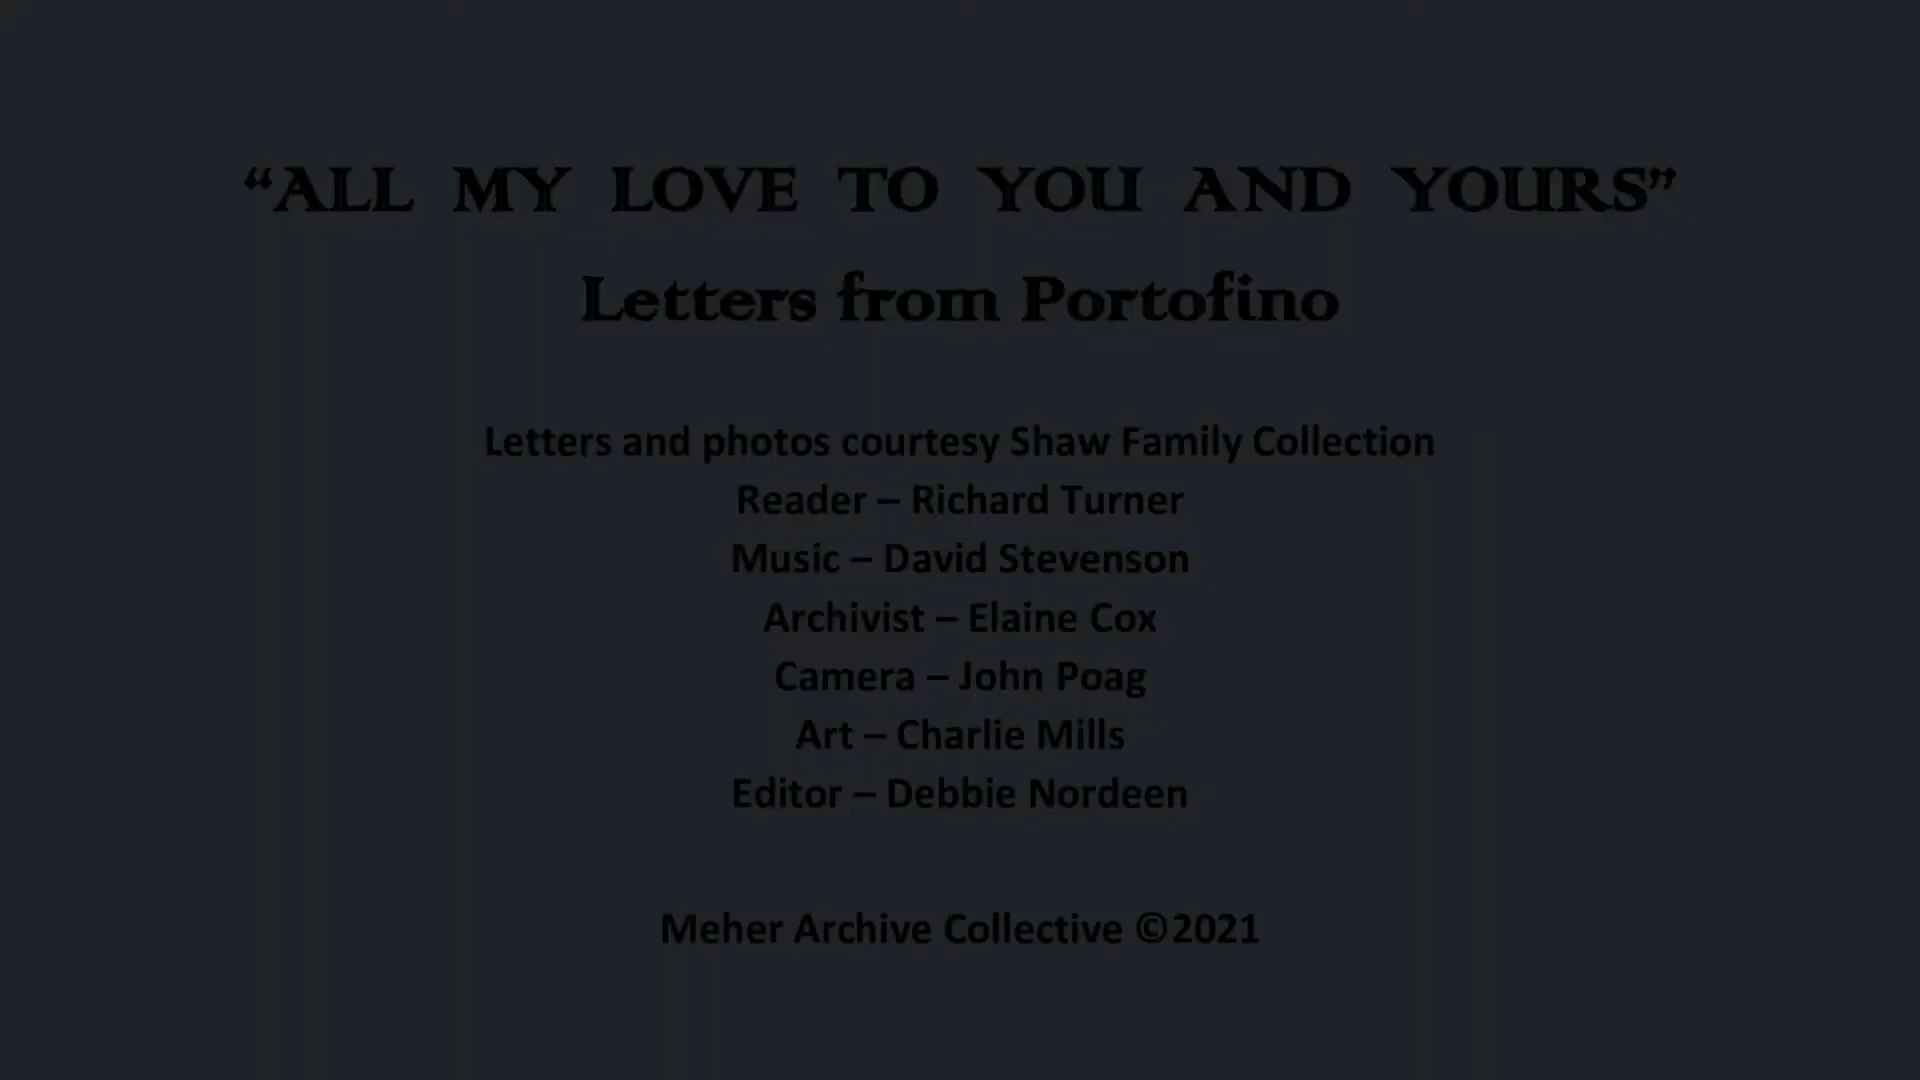 “ALL MY LOVE TO YOU AND YOURS”
Letters from Portofino
Letters and photos courtesy Shaw Family Collection
Reader – Richard Turner
Music – David Stevenson
Archivist – Elaine Cox
Camera – John Poag
Art – Charlie Mills
Editor – Debbie Nordeen
Meher Archive Collective ©2021